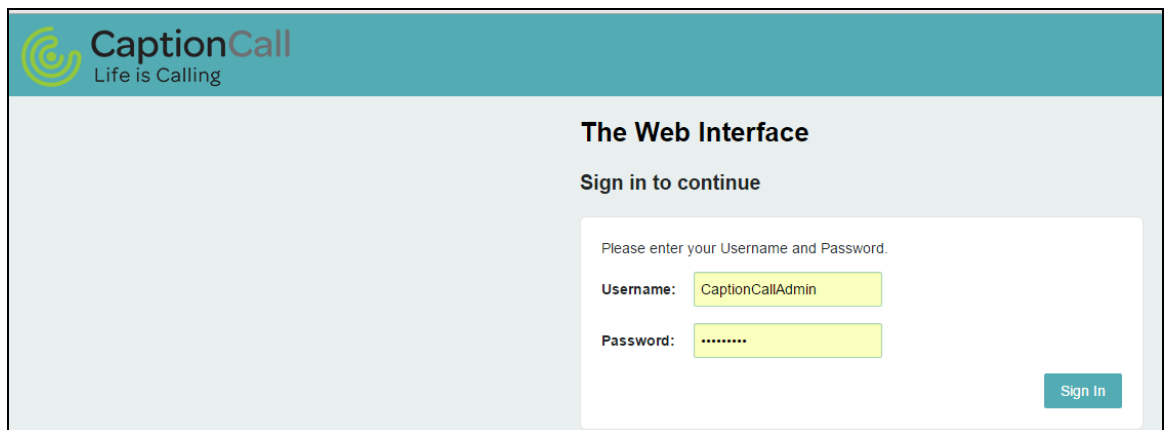 CaptionCall
Life is Calling
The Web Interface
Sign in to continue
Please enter your Username and Password.
Username: CaptionCallAdmin
Password: •••••••••
Sign In